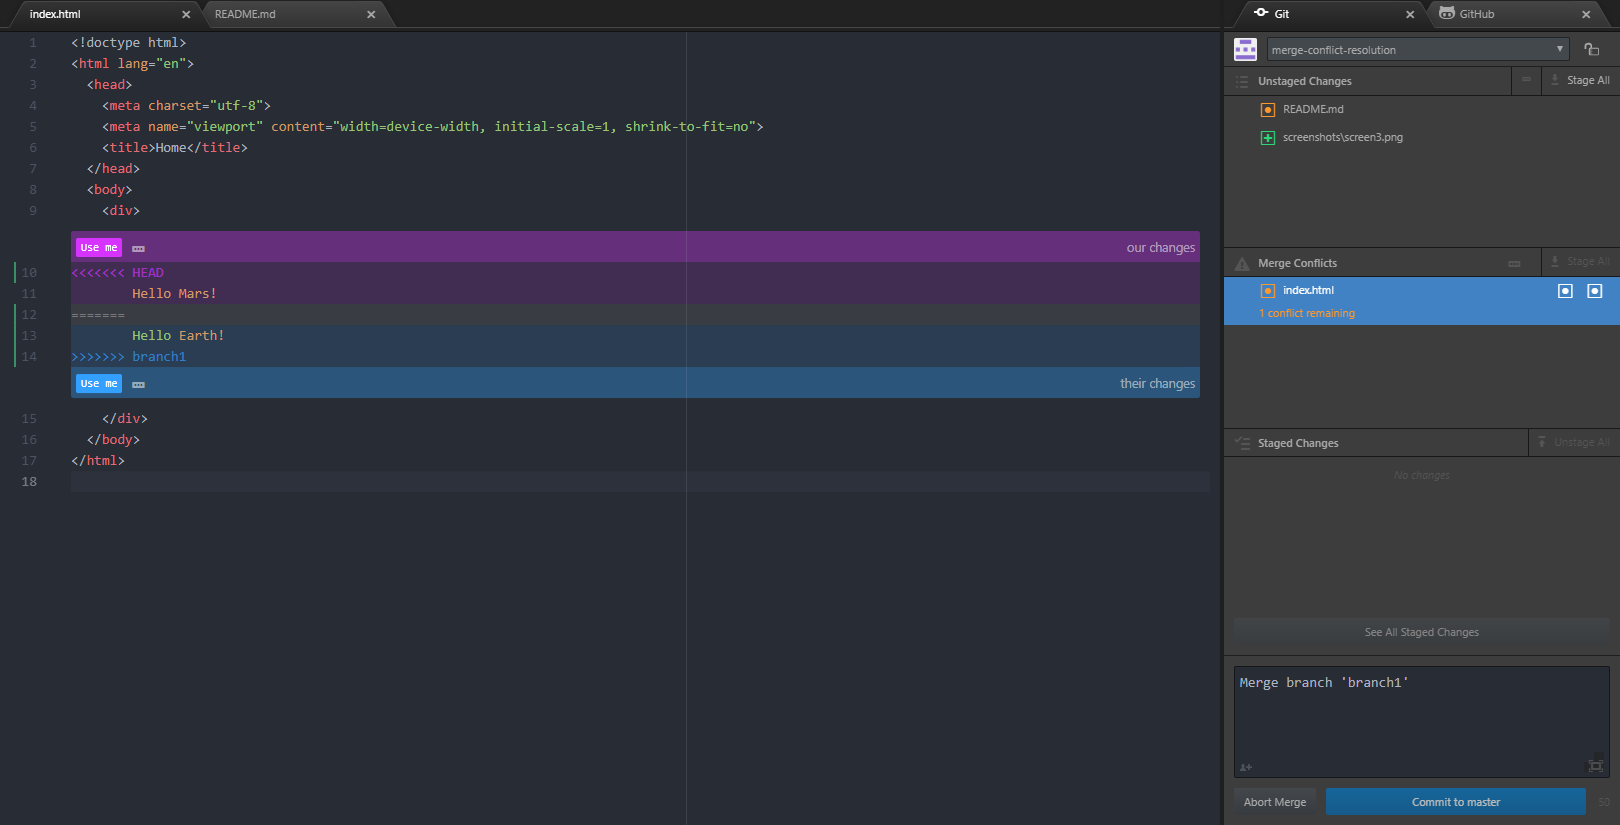 index.html
README.md
1 <!doctype html>
2 <html lang="en">
3 <head>
4 <meta charset="utf-8">
5 <meta name="viewport" content="width=device-width, initial-scale=1, shrink-to-fit=no">
6 <title>Home</title>
7 </head>
8 <body>
9 <div>
Use me our changes
10 <<<<<<< HEAD
11 Hello Mars!
12 =======
13 Hello Earth!
14 >>>>>>> branch1
Use me their changes
15 </div>
16 </body>
17 </html>
18
Git
GitHub
merge-conflict-resolution
Unstaged Changes Stage All
README.md
screenshots\screen3.png
Merge Conflicts Stage All
index.html
1 conflict remaining
Staged Changes Unstage All
No changes
See All Staged Changes
Merge branch 'branch1'
Abort Merge Commit to master 50